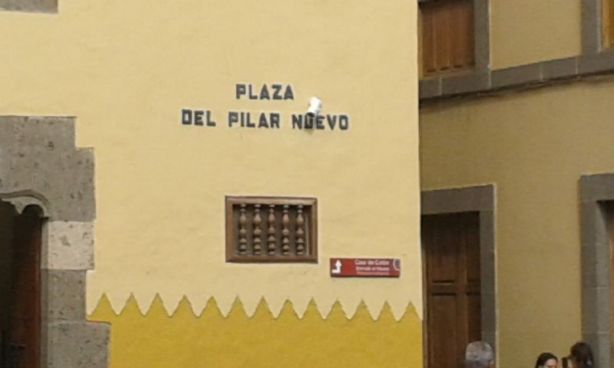 PLAZA
DEL PILAR NUEVO
Casa de Colón